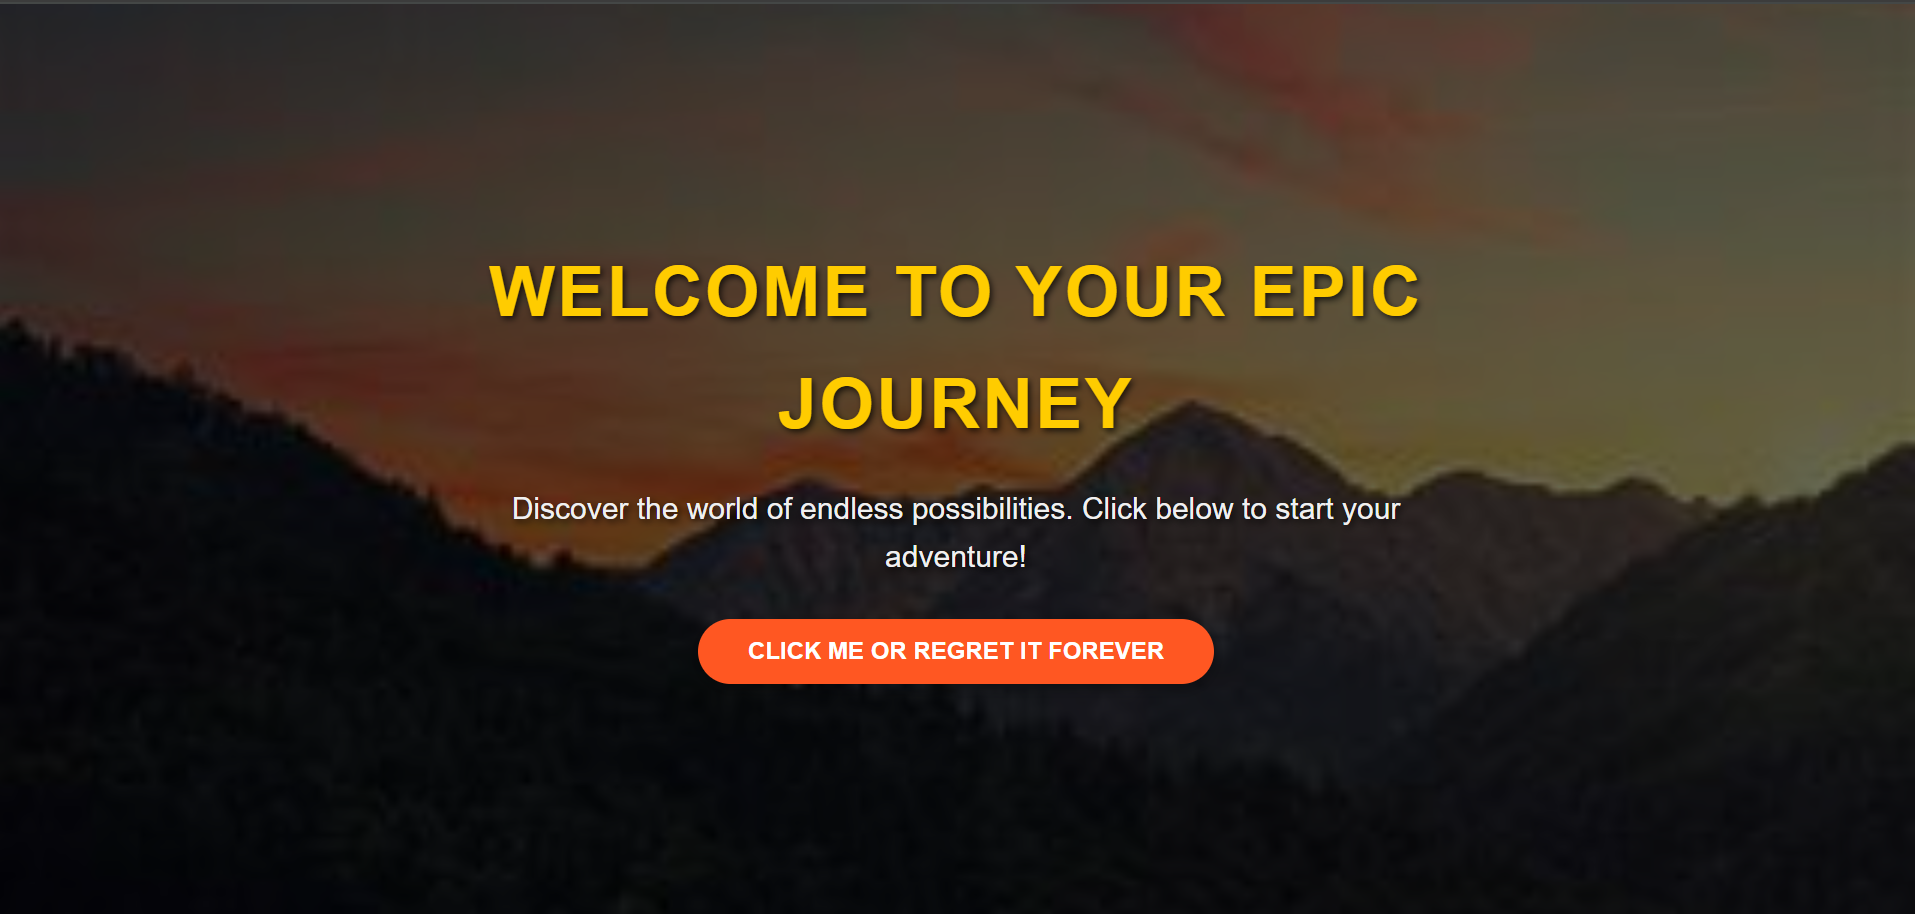 WELCOME TO YOUR EPIC
JOURNEY
Discover the world of endless possibilities. Click below to start your
adventure!
CLICK ME OR REGRET IT FOREVER